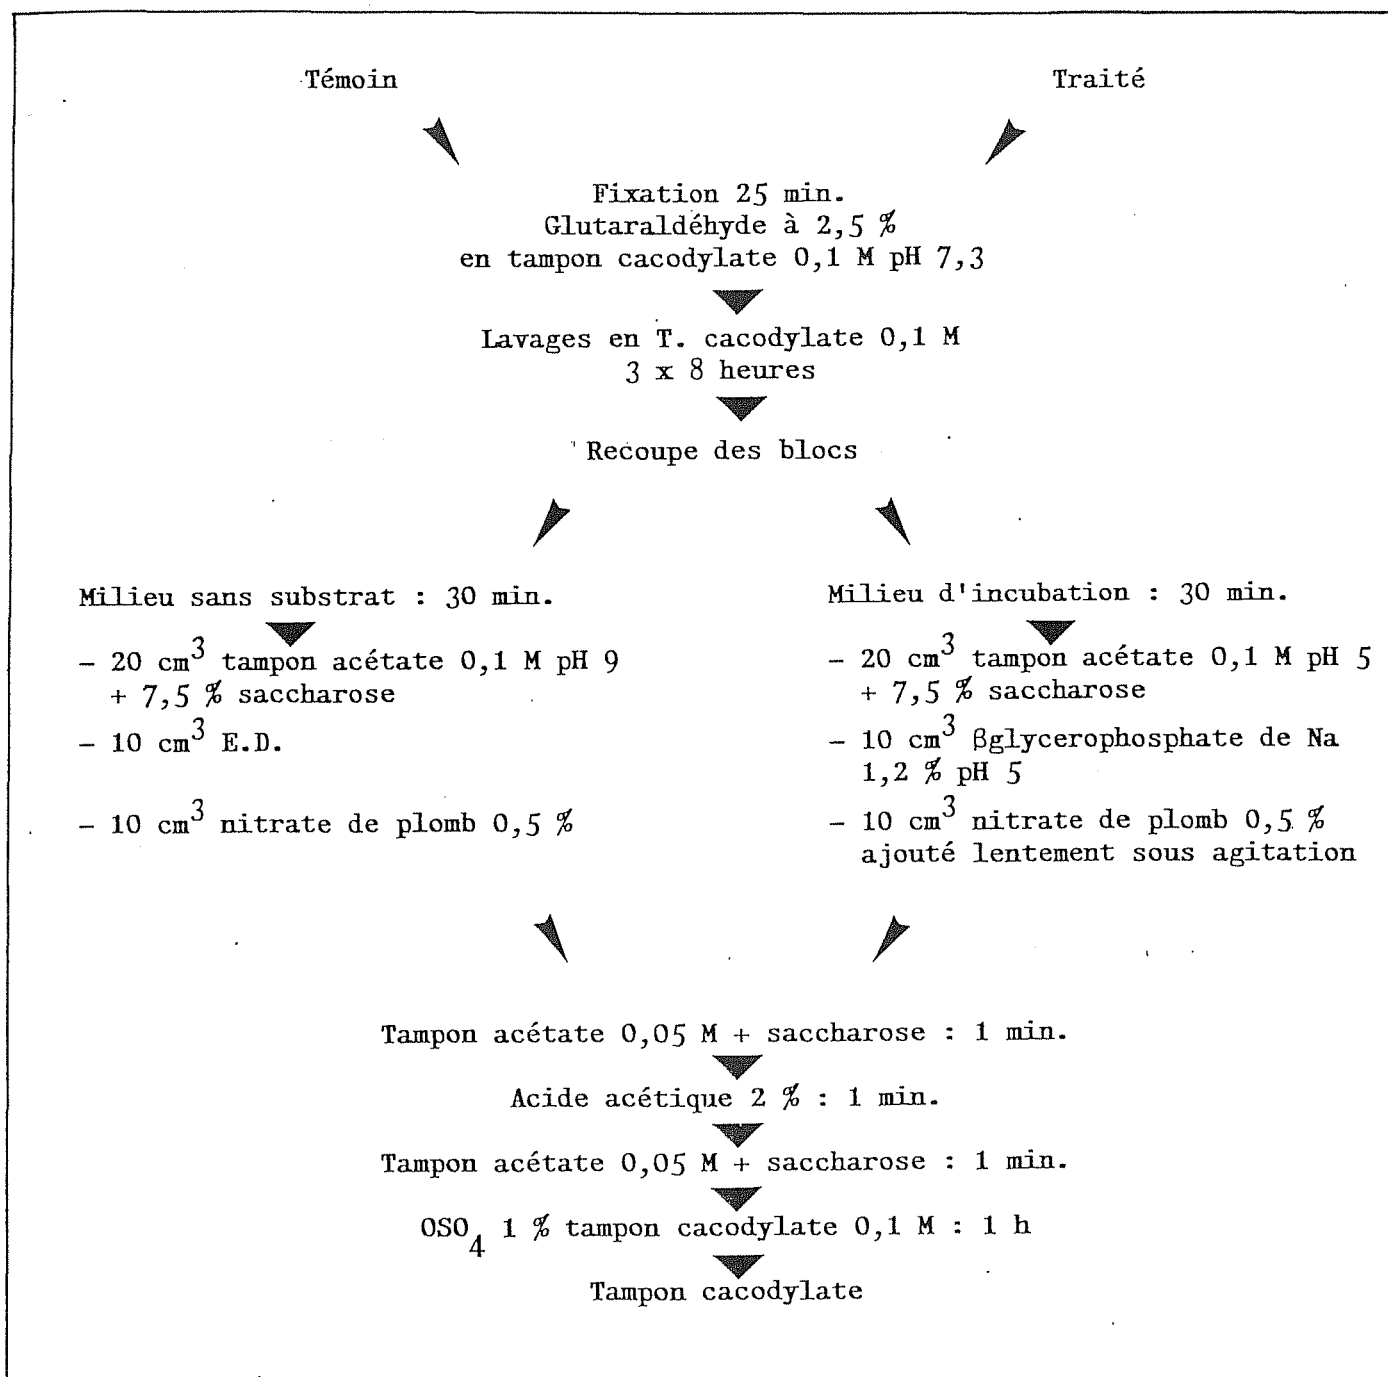 Témoin
Traité
Fixation 25 min.
Glutaraldéhyde à 2,5 %
en tampon cacodylate 0,1 M pH 7,3
Lavages en T. cacodylate 0,1 M
3 x 8 heures
Recoupe des blocs
Milieu sans substrat : 30 min.
- 20 cm³ tampon acétate 0,1 M pH 9
+ 7,5 % saccharose
- 10 cm³ E.D.
- 10 cm³ nitrate de plomb 0,5 %
Milieu d'incubation : 30 min.
- 20 cm³ tampon acétate 0,1 M pH 5
+ 7,5 % saccharose
- 10 cm³ βglycerophosphate de Na
1,2 % pH 5
- 10 cm³ nitrate de plomb 0,5 %
ajouté lentement sous agitation
Tampon acétate 0,05 M + saccharose : 1 min.
Acide acétique 2 % : 1 min.
Tampon acétate 0,05 M + saccharose : 1 min.
OSO₄ 1 % tampon cacodylate 0,1 M : 1 h
Tampon cacodylate